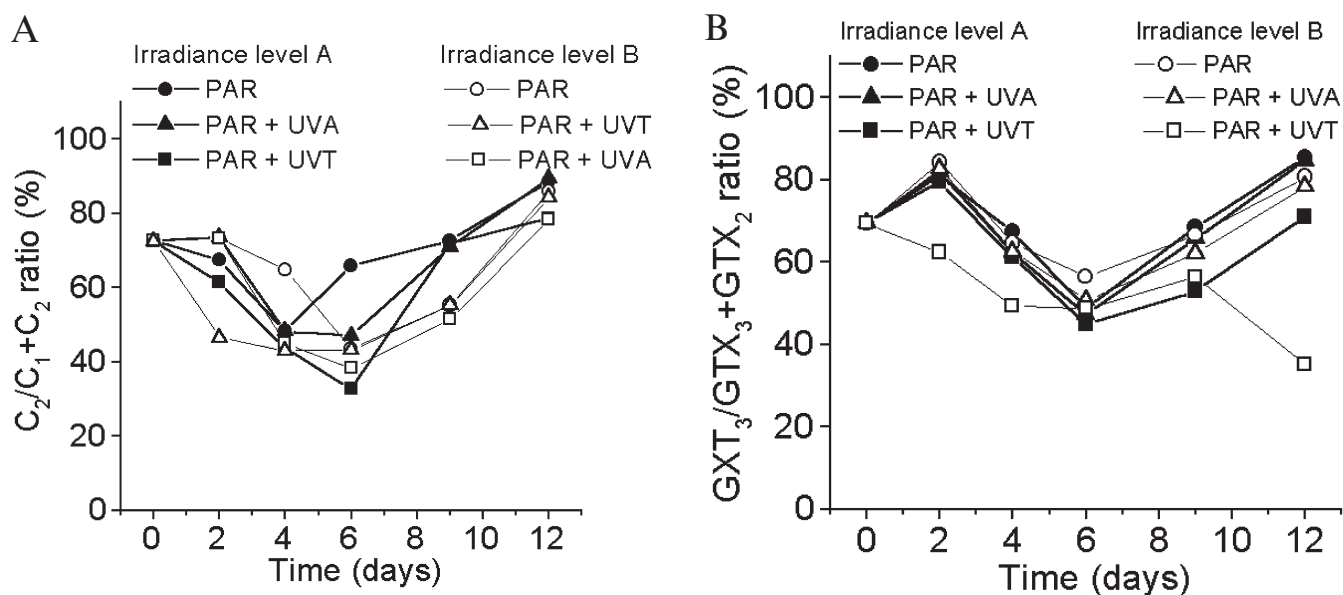 A
Irradiance level A Irradiance level B
PAR PAR
PAR + UVA PAR + UVT
PAR + UVT PAR + UVA
C₂/C₁+C₂ ratio (%)
100
80
60
40
20
0
0 2 4 6 8 10 12
Time (days)
B
Irradiance level A Irradiance level B
PAR PAR
PAR + UVA PAR + UVA
PAR + UVT PAR + UVT
GXT₃/GTX₃+GTX₂ ratio (%)
100
80
60
40
20
0
0 2 4 6 8 10 12
Time (days)